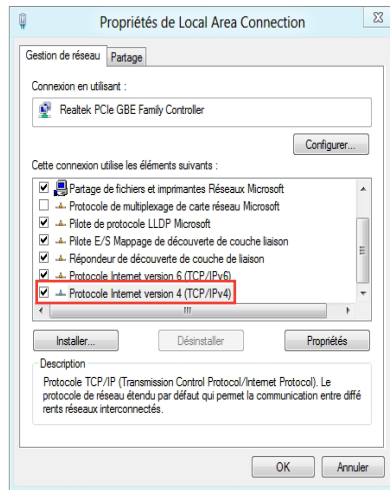 Propriétés de Local Area Connection
Gestion de réseau Partage
Connexion en utilisant :
Realtek PCIe GBE Family Controller
Configurer...
Cette connexion utilise les éléments suivants :
Partage de fichiers et imprimantes Réseaux Microsoft
Protocole de multiplexage de carte réseau Microsoft
Pilote de protocole LLDP Microsoft
Pilote E/S Mappage de découverte de couche liaison
Répondeur de découverte de couche de liaison
Protocole Internet version 6 (TCP/IPv6)
Protocole Internet version 4 (TCP/IPv4)
Installer... Désinstaller Propriétés
Description
Protocole TCP/IP (Transmission Control Protocol/Internet Protocol). Le
protocole de réseau étendu par défaut qui permet la communication entre diffé
rents réseaux interconnectés.
OK Annuler